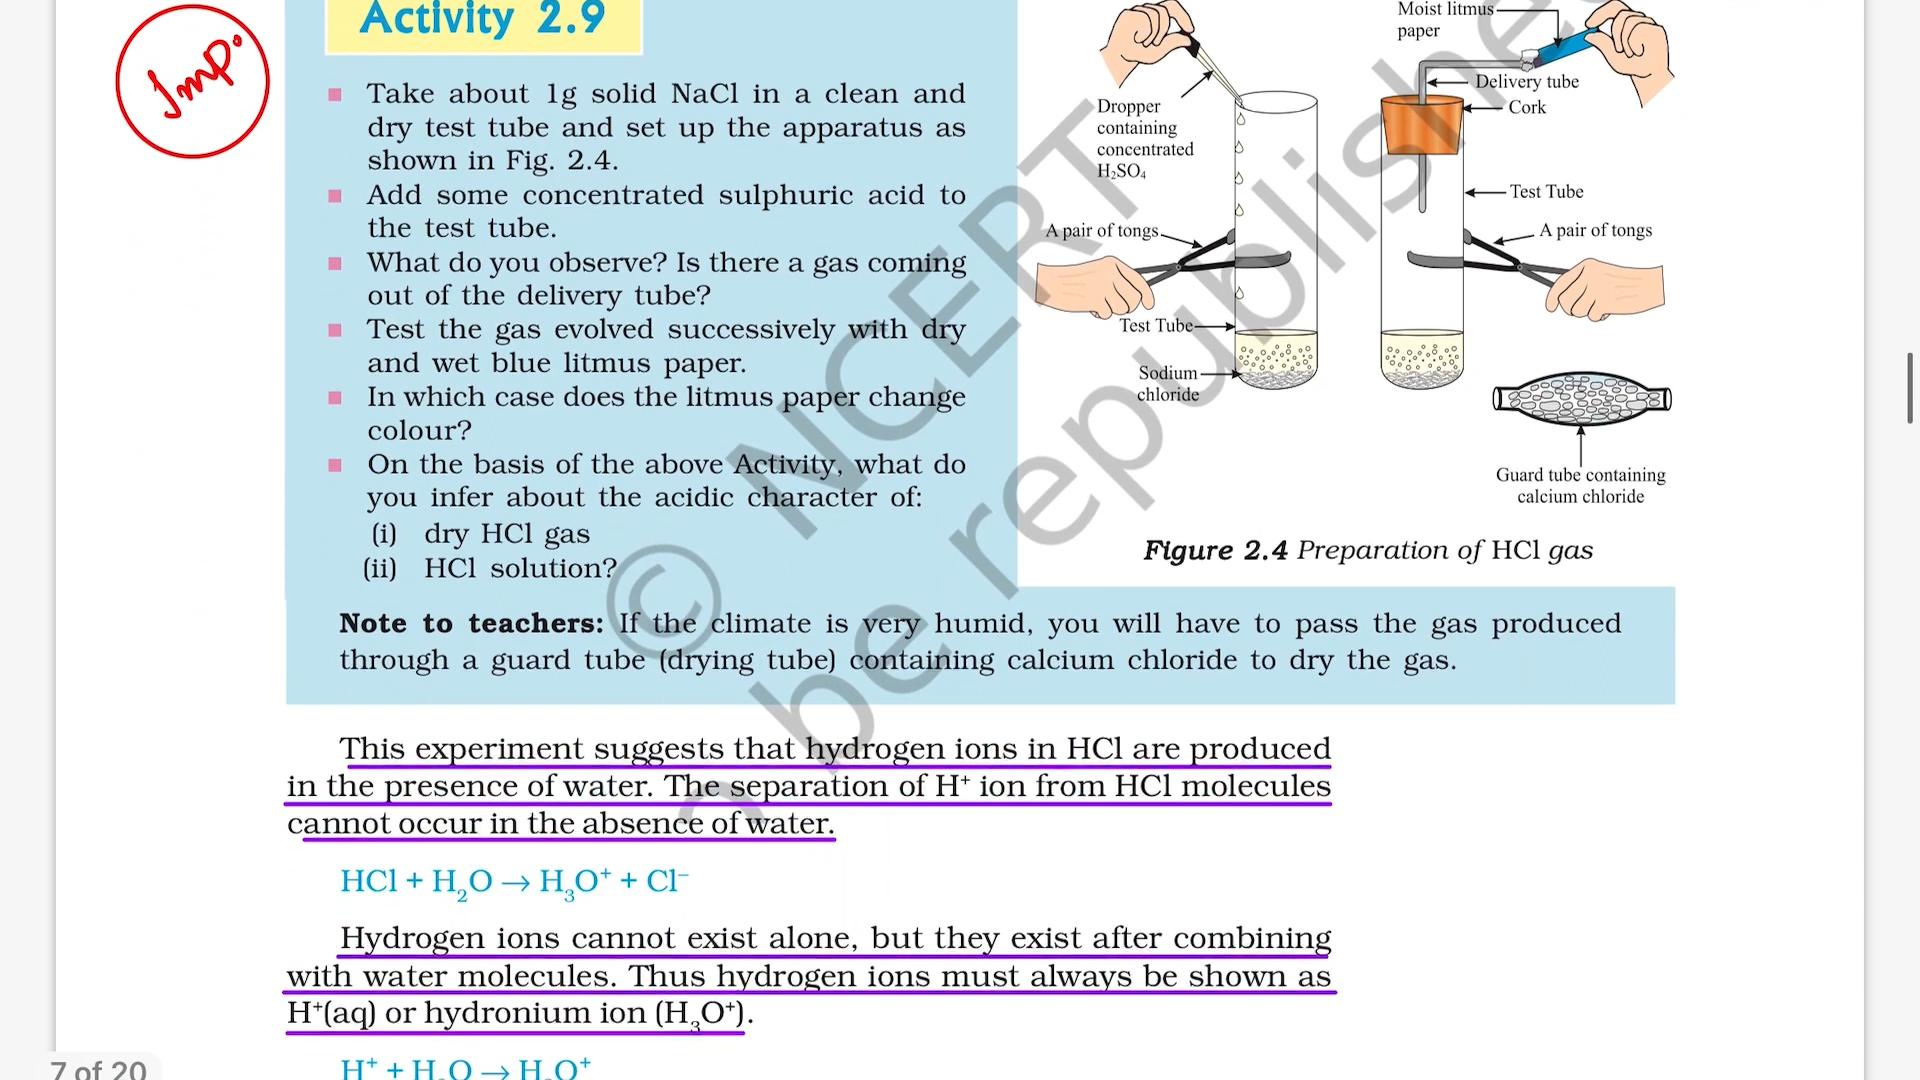 Imp.
Activity 2.9
Take about 1g solid NaCl in a clean and
dry test tube and set up the apparatus as
shown in Fig. 2.4.
Add some concentrated sulphuric acid to
the test tube.
What do you observe? Is there a gas coming
out of the delivery tube?
Test the gas evolved successively with dry
and wet blue litmus paper.
In which case does the litmus paper change
colour?
On the basis of the above Activity, what do
you infer about the acidic character of:
(i) dry HCl gas
(ii) HCl solution?
Moist litmus
paper
Delivery tube
Cork
Dropper
containing
concentrated
H₂SO₄
Test Tube
A pair of tongs
A pair of tongs
Test Tube
Sodium
chloride
Guard tube containing
calcium chloride
Figure 2.4 Preparation of HCl gas
Note to teachers: If the climate is very humid, you will have to pass the gas produced
through a guard tube (drying tube) containing calcium chloride to dry the gas.
This experiment suggests that hydrogen ions in HCl are produced
in the presence of water. The separation of H⁺ ion from HCl molecules
cannot occur in the absence of water.
HCl + H₂O → H₃O⁺ + Cl⁻
Hydrogen ions cannot exist alone, but they exist after combining
with water molecules. Thus hydrogen ions must always be shown as
H⁺(aq) or hydronium ion (H₃O⁺).
H⁺ + H₂O → H₃O⁺
7 of 20
© NCERT
be republished